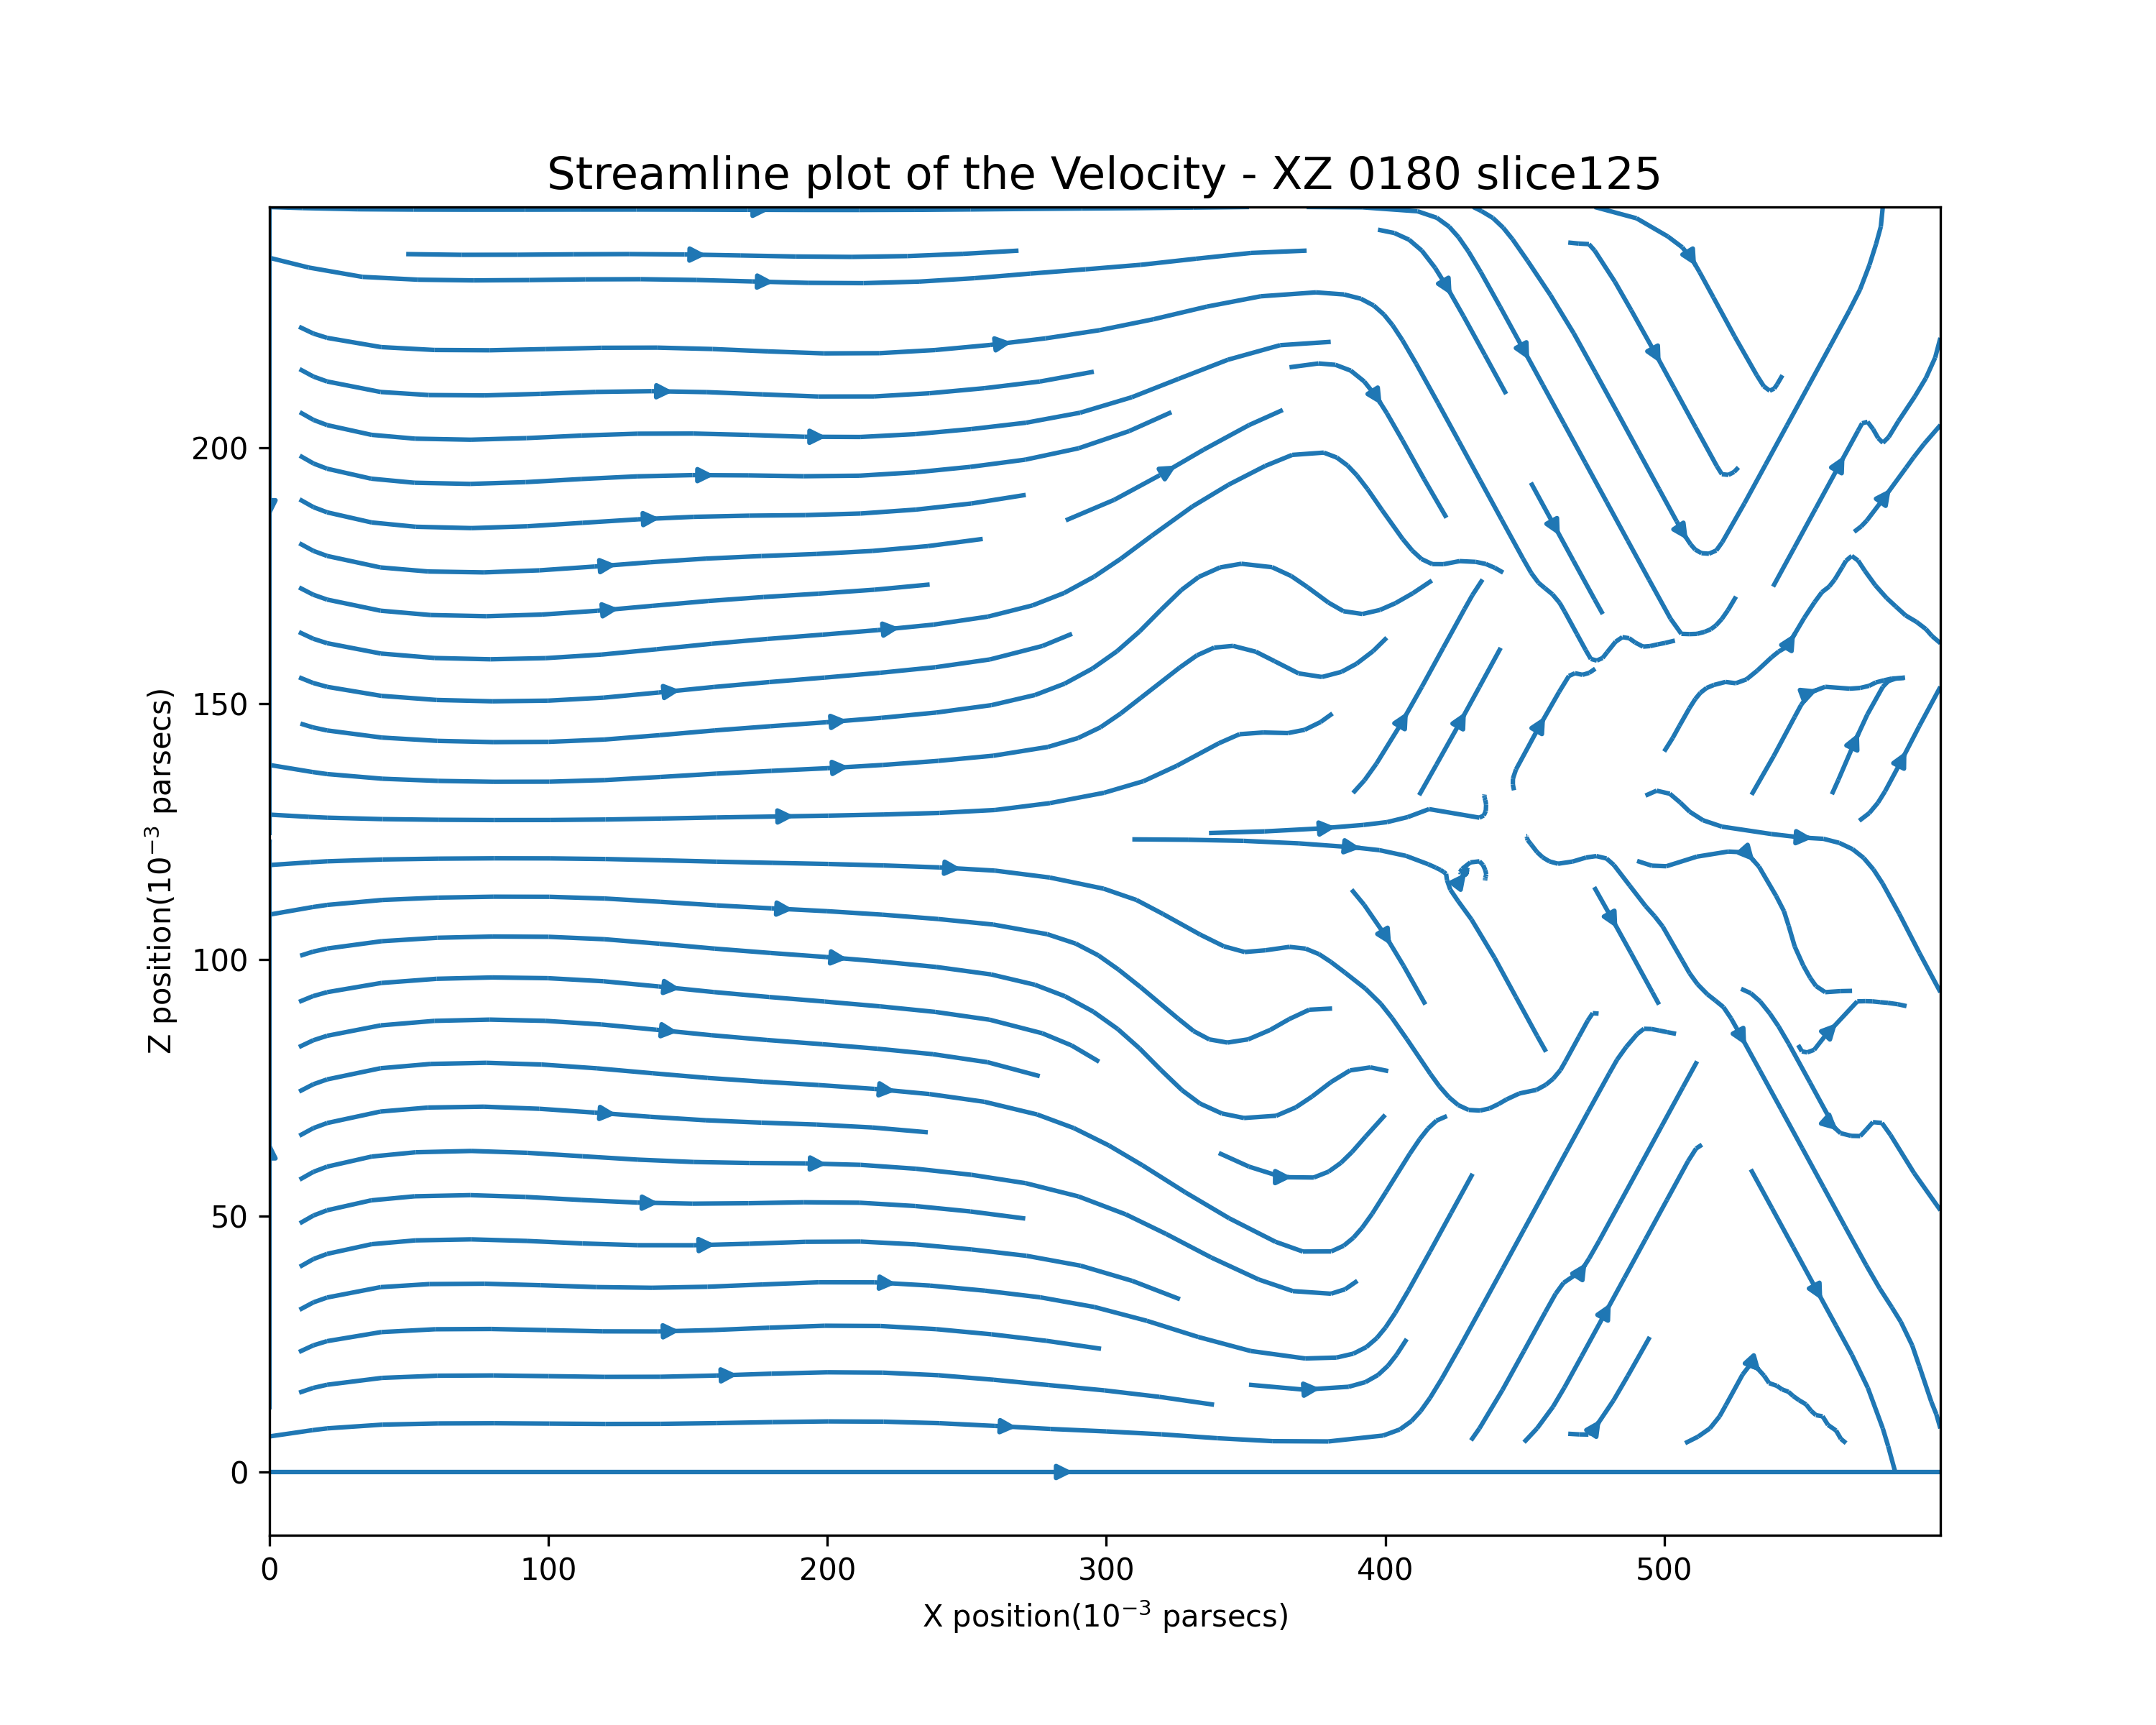 Streamline plot of the Velocity - XZ 0180 slice125
Z position(10⁻³ parsecs)
200
150
100
50
0
0 100 200 300 400 500
X position(10⁻³ parsecs)